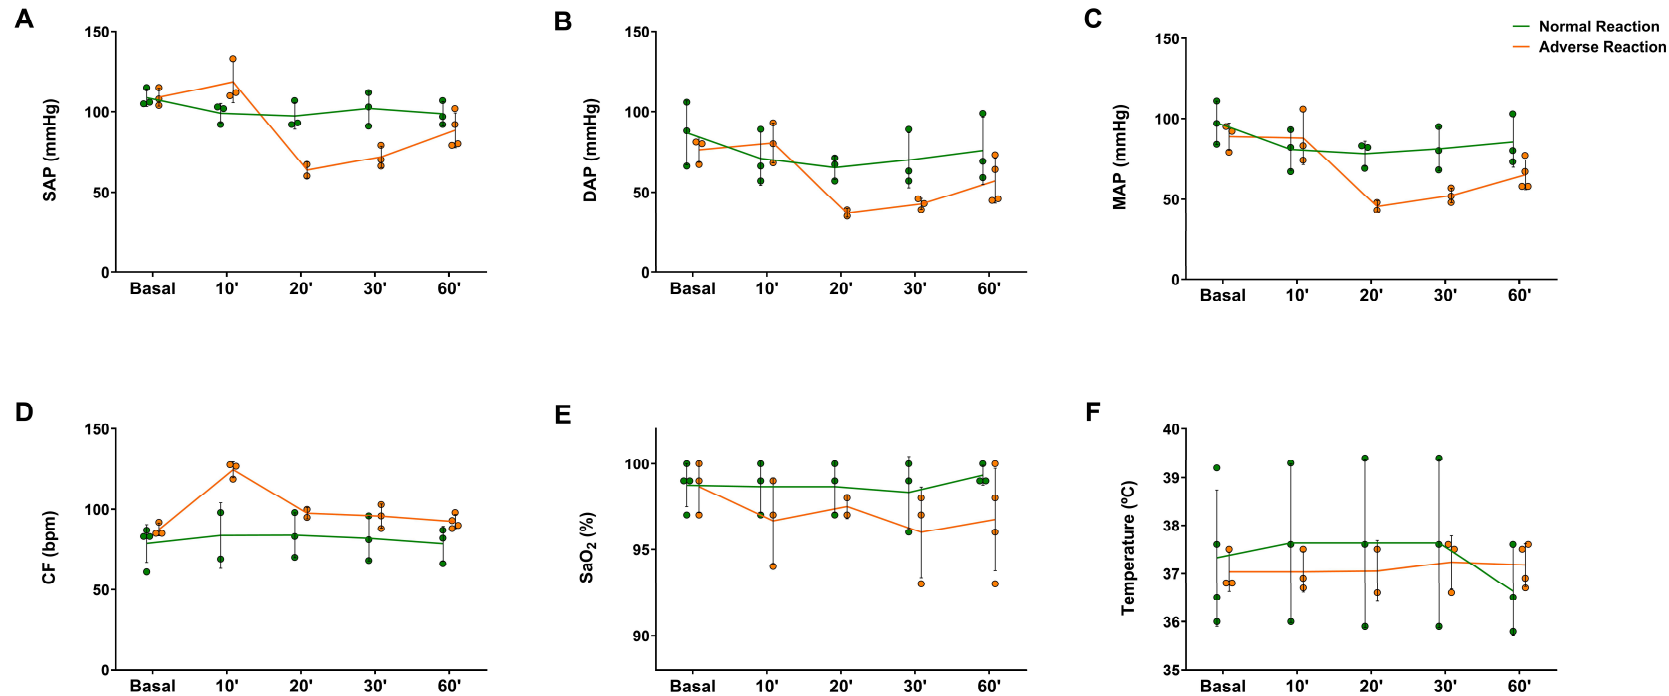 A
B
C
Normal Reaction
Adverse Reaction
150
100
50
0
SAP (mmHg)
Basal 10' 20' 30' 60'
150
100
50
0
DAP (mmHg)
Basal 10' 20' 30' 60'
150
100
50
0
MAP (mmHg)
Basal 10' 20' 30' 60'
D
E
F
150
100
50
0
CF (bpm)
Basal 10' 20' 30' 60'
100
95
90
SaO2 (%)
Basal 10' 20' 30' 60'
40
39
38
37
36
35
Temperature (ºC)
Basal 10' 20' 30' 60'